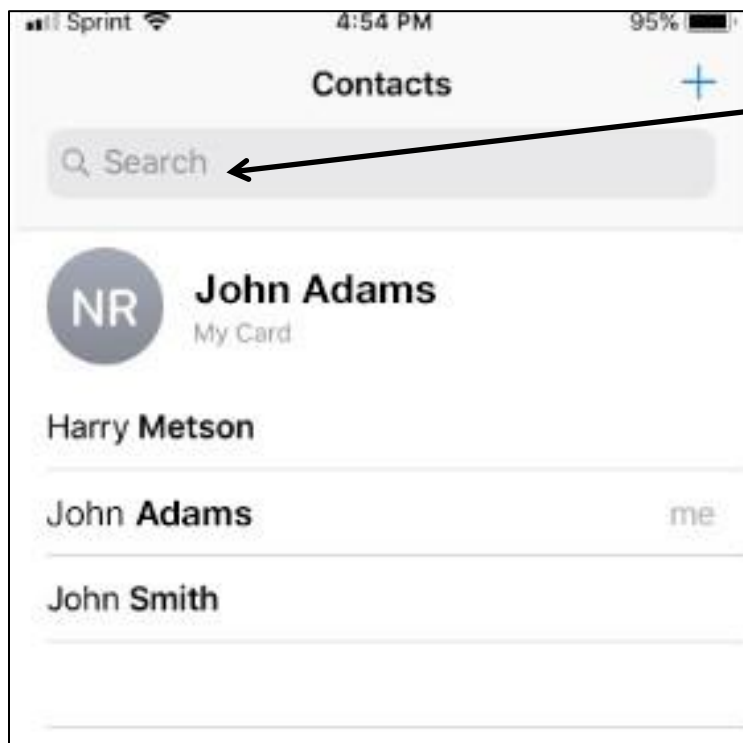 Sprint 4:54 PM 95%
Contacts +
Search
NR John Adams
My Card
Harry Metson
John Adams me
John Smith